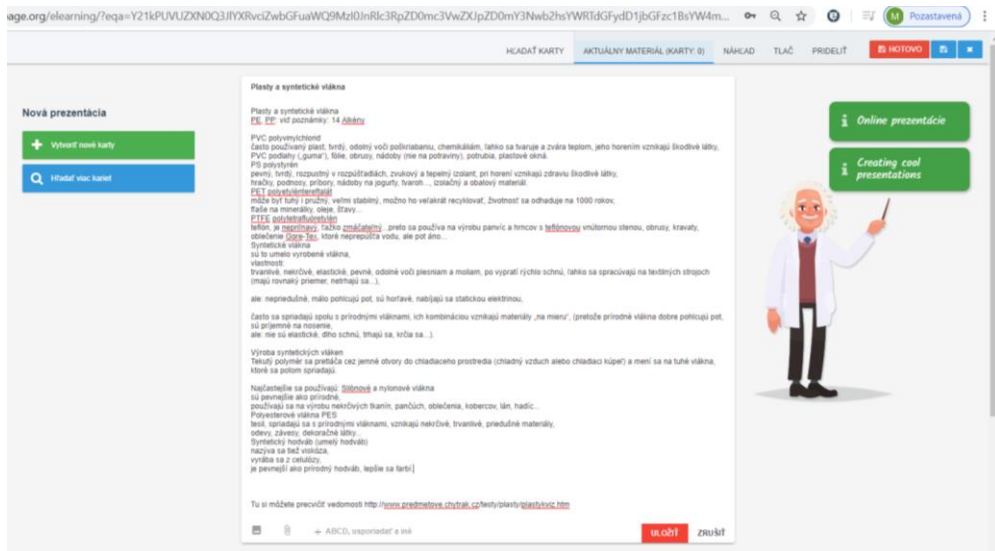 page.org/elearning/?eqa=Y21kPUVUZXN0Q3JlYXRvciZwbGFuaWQ9MzI0JnRlc3RpZD0mc3VwZXJpZD0mY3Nwb2hsYWRTdGFydD1jbGFzc1BsYW4m...
Pozastavená
HĽADAŤ KARTY AKTUÁLNY MATERIÁL (KARTY: 0) NÁHĽAD TLAČ PRIDELIŤ HOTOVO
Nová prezentácia
Vytvoriť nové karty
Hľadať viac kariet
Plasty a syntetické vlákna
Plasty a syntetické vlákna
PE, PP: viď poznámky: 14 Alkény
PVC polyvinylchlorid
často používaný plast, tvrdý, odolný voči poškriabaniu, chemikáliám, ľahko sa tvaruje a zvára teplom, jeho horením vznikajú škodlivé látky,
PVC podlahy („guma“), fólie, obrusy, nádoby (nie na potraviny), potrubia, plastové okná.
PS polystyrén
pevný, tvrdý, rozpustný v rozpúšťadlách, zvukový a tepelný izolant, pri horení vznikajú zdraviu škodlivé látky,
hračky, podnosy, príbory, nádoby na jogurty, tvaroh..., izolačný a obalový materiál.
PET polyetyléntereftalát
môže byť tuhý i pružný, veľmi stabilný, možno ho veľakrát recyklovať, životnosť sa odhaduje na 1000 rokov,
fľaše na minerálky, oleje, šťavy...
PTFE polytetrafluóretylén
teflón, je nepriľnavý, ťažko zmáčateľný...preto sa používa na výrobu panvíc a hrncov s teflónovou vnútornou stenou, obrusy, kravaty,
oblečenie Gore-Tex, ktoré neprepúšťa vodu, ale pot áno...
Syntetické vlákna
sú to umelo vyrobené vlákna,
vlastnosti:
trvanlivé, nekrčivé, elastické, pevné, odolné voči plesniam a moliam, po vypratí rýchlo schnú, ľahko sa spracúvajú na textilných strojoch
(majú rovnaký priemer, netrhajú sa...),
ale: nepriedušné, málo pohlcujú pot, sú horľavé, nabíjajú sa statickou elektrinou,
často sa spriadajú spolu s prírodnými vláknami, ich kombináciou vznikajú materiály „na mieru“, (pretože prírodné vlákna dobre pohlcujú pot,
sú príjemné na nosenie,
ale: nie sú elastické, dlho schnú, trhajú sa, krčia sa...).
Výroba syntetických vláken
Tekutý polymér sa pretláča cez jemné otvory do chladiaceho prostredia (chladný vzduch alebo chladiaci kúpeľ) a mení sa na tuhé vlákna,
ktoré sa potom spriadajú.
Najčastejšie sa používajú: Silónové a nylonové vlákna
sú pevnejšie ako prírodné,
používajú sa na výrobu nekrčivých tkanín, pančúch, oblečenia, kobercov, lán, hadíc...
Polyesterové vlákna PES
tesil, spriadajú sa s prírodnými vláknami, vznikajú nekrčivé, trvanlivé, priedušné materiály,
odevy, závesy, dekoračné látky...
Syntetický hodváb (umelý hodváb)
nazýva sa tiež viskóza,
vyrába sa z celulózy,
je pevnejší ako prírodný hodváb, lepšie sa farbí.
Tu si môžete precvičiť vedomosti http://www.predmetove.chytrak.cz/testy/plasty/plastykviz.htm
+ ABCD, usporiadať a iné ULOŽIŤ ZRUŠIŤ
i Online prezentácie
i Creating cool
presentations